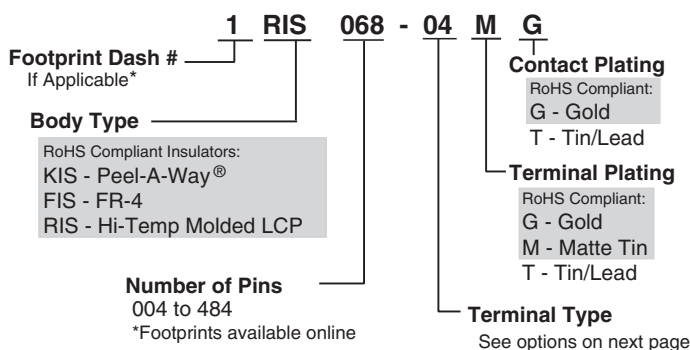 1 RIS 068 - 04 M G
Footprint Dash #
If Applicable*
Body Type
RoHS Compliant Insulators:
KIS - Peel-A-Way®
FIS - FR-4
RIS - Hi-Temp Molded LCP
Number of Pins
004 to 484
*Footprints available online
Contact Plating
RoHS Compliant:
G - Gold
T - Tin/Lead
Terminal Plating
RoHS Compliant:
G - Gold
M - Matte Tin
T - Tin/Lead
Terminal Type
See options on next page